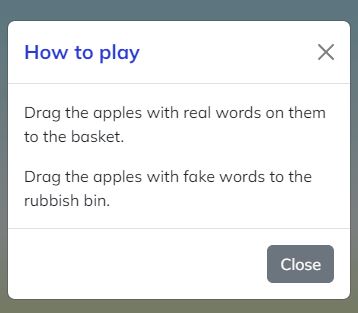 How to play
Drag the apples with real words on them
to the basket.
Drag the apples with fake words to the
rubbish bin.
Close